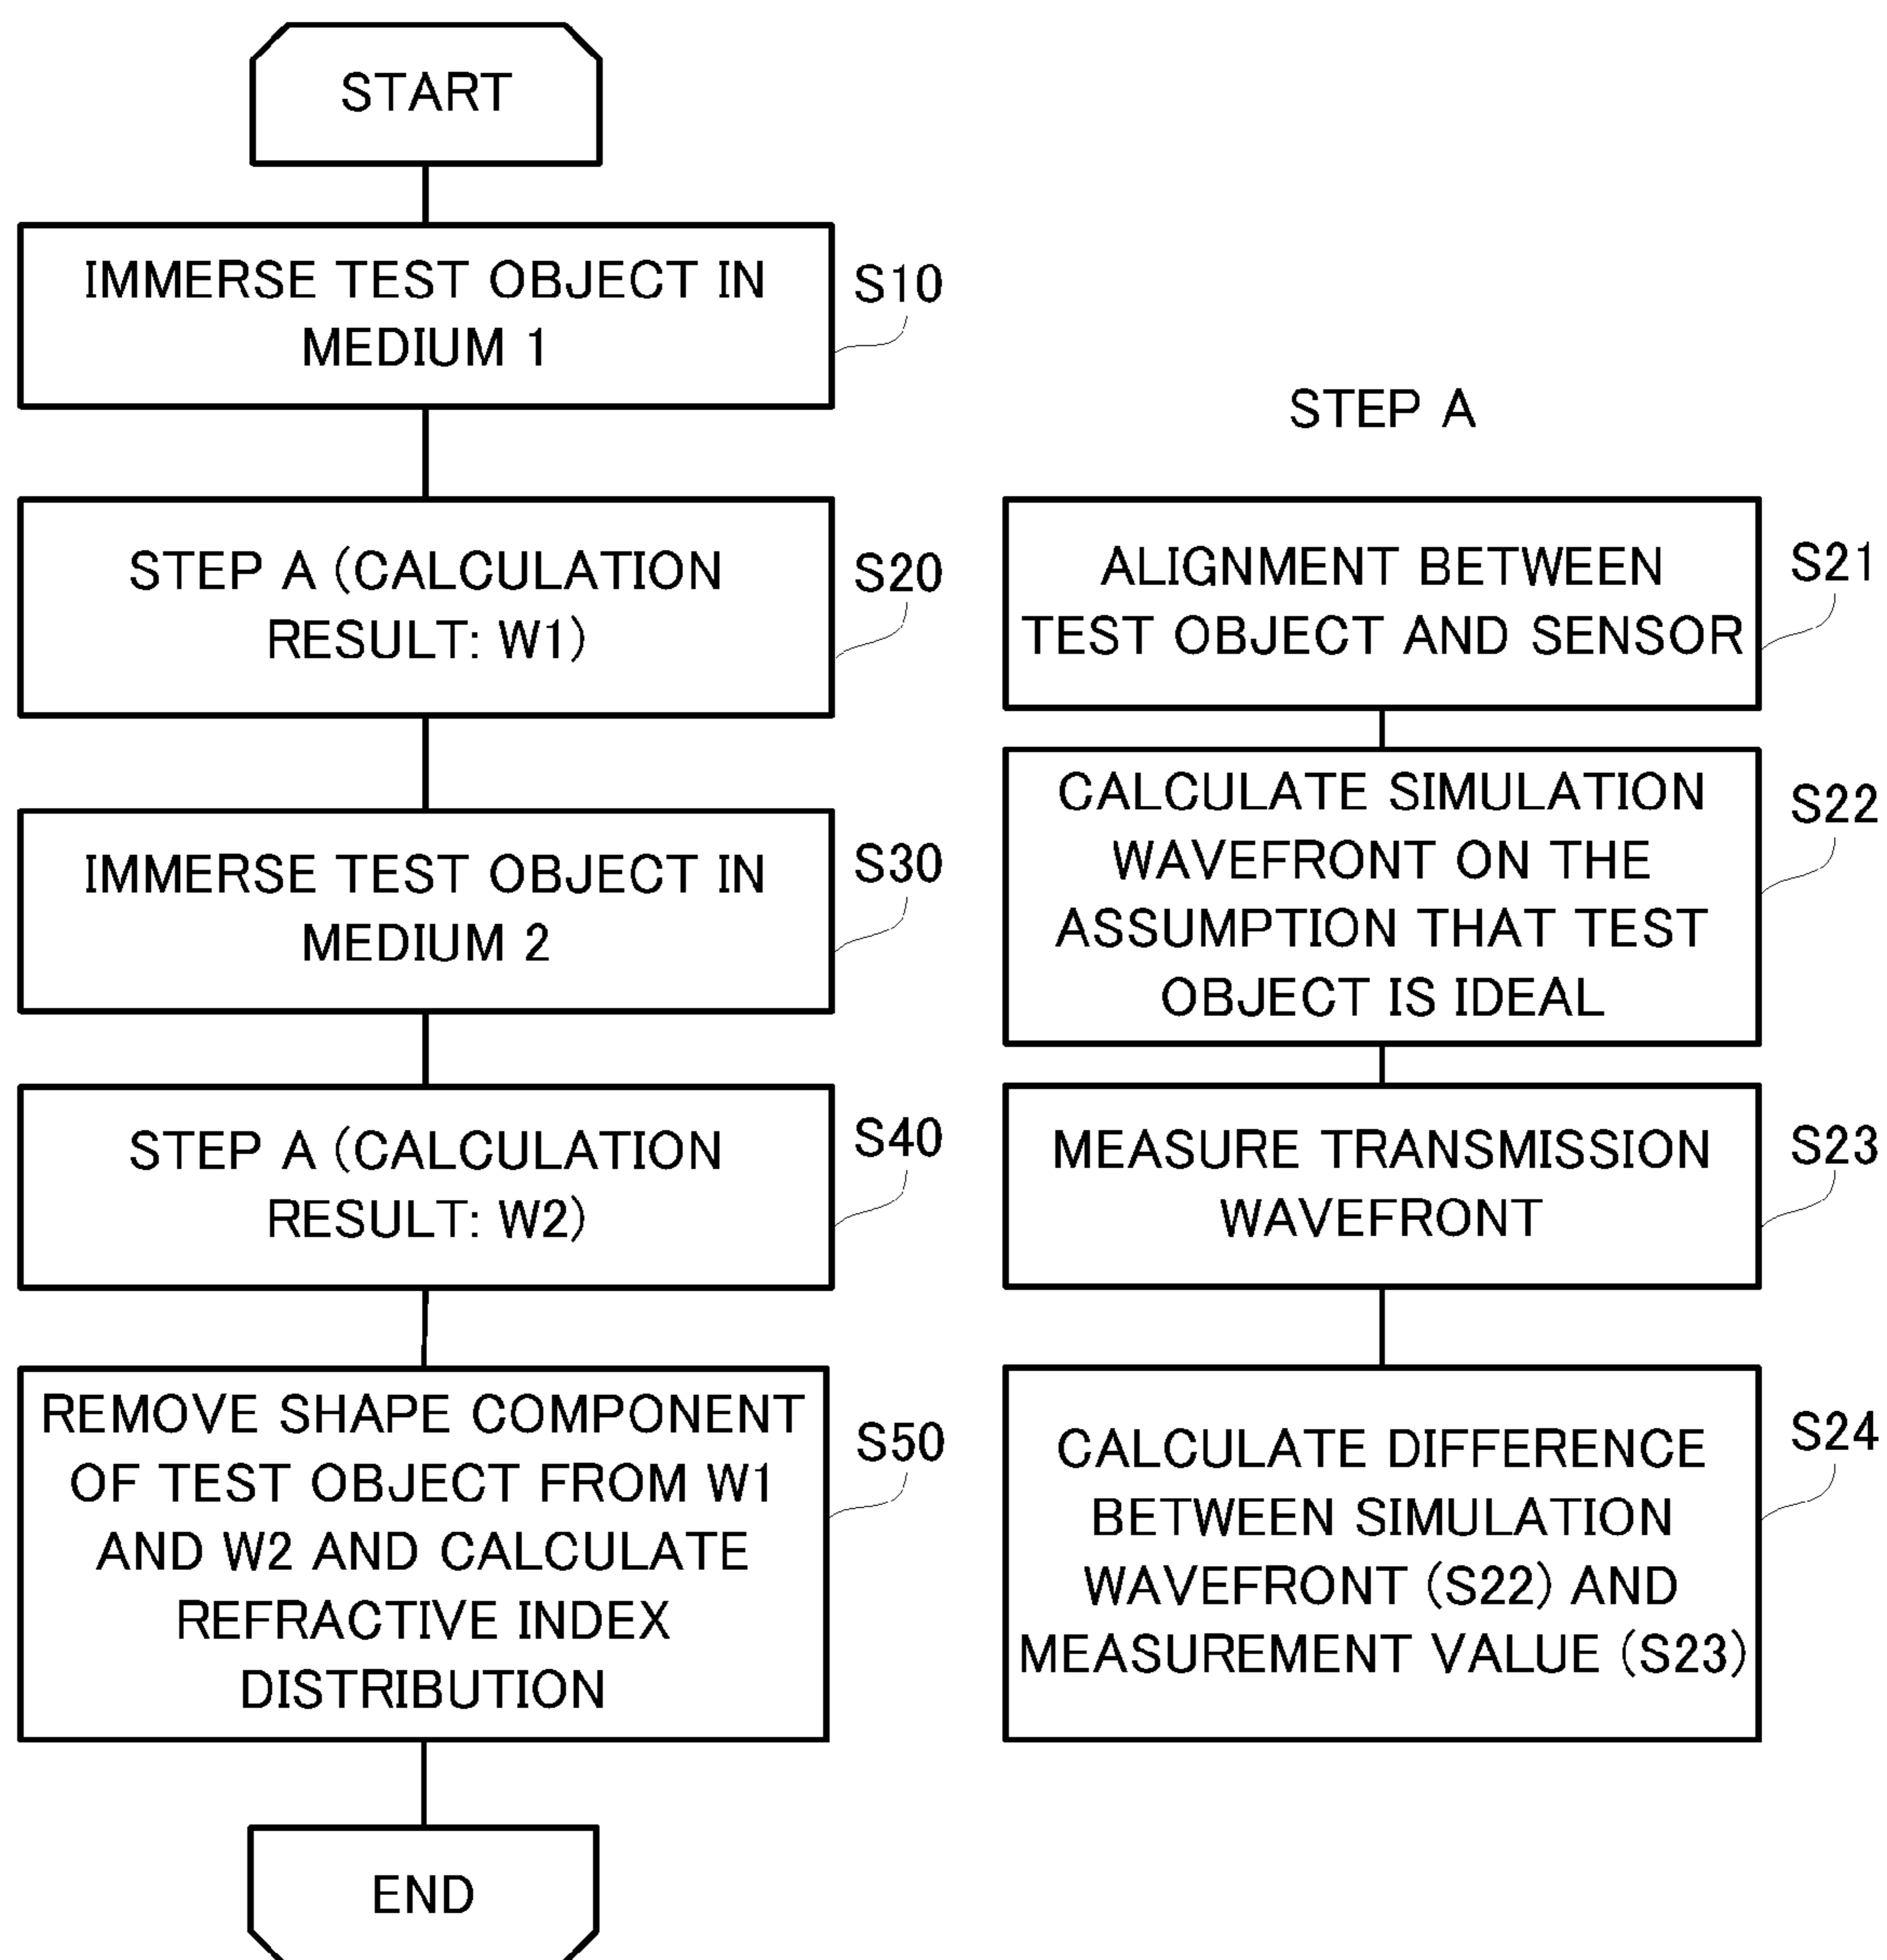 START
IMMERSE TEST OBJECT IN
MEDIUM 1
S10
STEP A (CALCULATION
RESULT: W1)
S20
IMMERSE TEST OBJECT IN
MEDIUM 2
S30
STEP A (CALCULATION
RESULT: W2)
S40
REMOVE SHAPE COMPONENT
OF TEST OBJECT FROM W1
AND W2 AND CALCULATE
REFRACTIVE INDEX
DISTRIBUTION
S50
END
STEP A
ALIGNMENT BETWEEN
TEST OBJECT AND SENSOR
S21
CALCULATE SIMULATION
WAVEFRONT ON THE
ASSUMPTION THAT TEST
OBJECT IS IDEAL
S22
MEASURE TRANSMISSION
WAVEFRONT
S23
CALCULATE DIFFERENCE
BETWEEN SIMULATION
WAVEFRONT (S22) AND
MEASUREMENT VALUE (S23)
S24